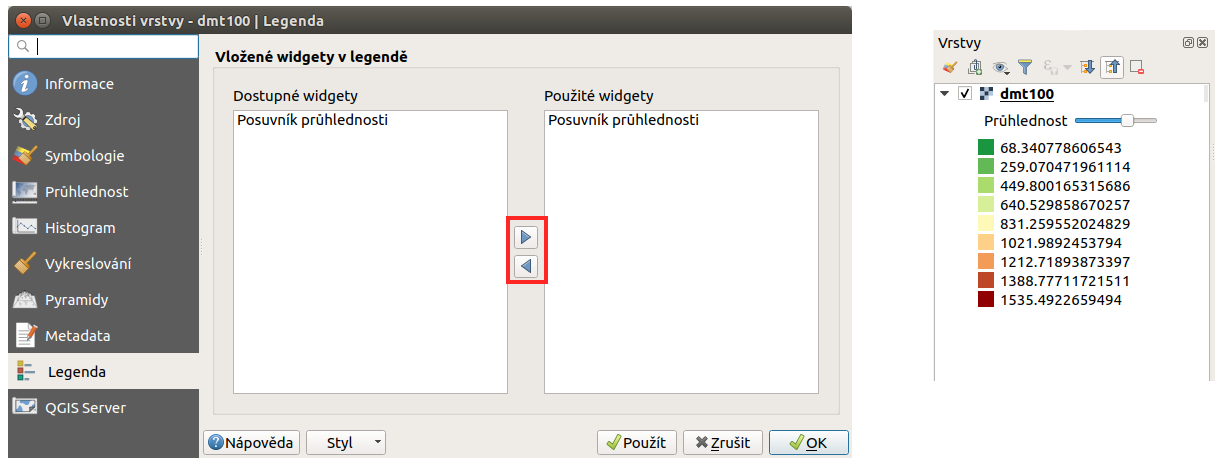 Vlastnosti vrstvy - dmt100 | Legenda
Informace
Zdroj
Symbologie
Průhlednost
Histogram
Vykreslování
Pyramidy
Metadata
Legenda
QGIS Server
Vložené widgety v legendě
Dostupné widgety
Posuvník průhlednosti
Použité widgety
Posuvník průhlednosti
Nápověda
Styl
Použít
Zrušit
OK
Vrstvy
dmt100
Průhlednost
68.340778606543
259.070471961114
449.800165315686
640.529858670257
831.259552024829
1021.9892453794
1212.71893873397
1388.77711721511
1535.4922659494